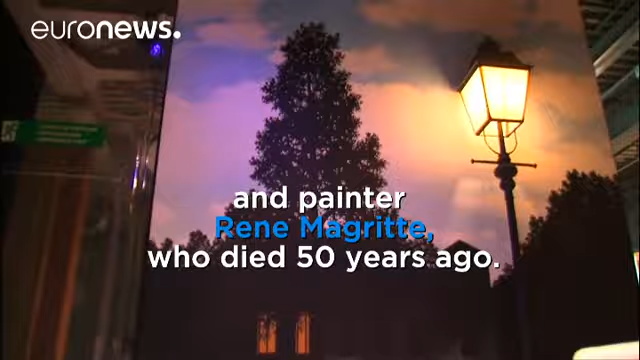 euronews.
and painter
Rene Magritte,
who died 50 years ago.